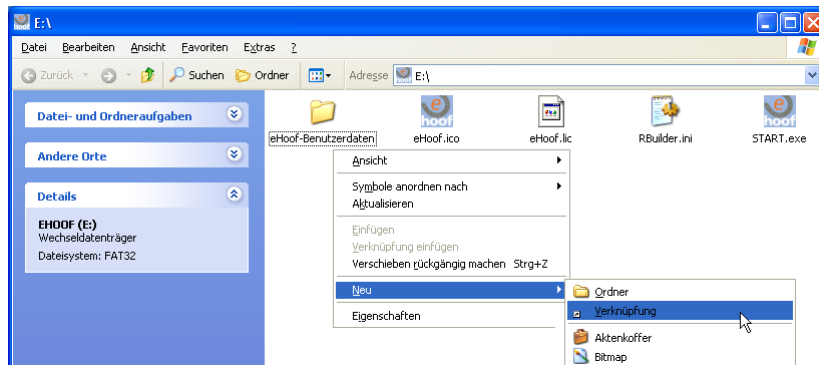 E:\
Datei Bearbeiten Ansicht Favoriten Extras ?
Zurück Suchen Ordner Adresse E:\
Datei- und Ordneraufgaben
Andere Orte
Details
EHOOF (E:)
Wechseldatenträger
Dateisystem: FAT32
eHoof-Benutzerdaten eHoof.ico eHoof.lic RBuilder.ini START.exe
Ansicht
Symbole anordnen nach
Aktualisieren
Einfügen
Verknüpfung einfügen
Verschieben rückgängig machen Strg+Z
Neu
Eigenschaften
Ordner
Verknüpfung
Aktenkoffer
Bitmap